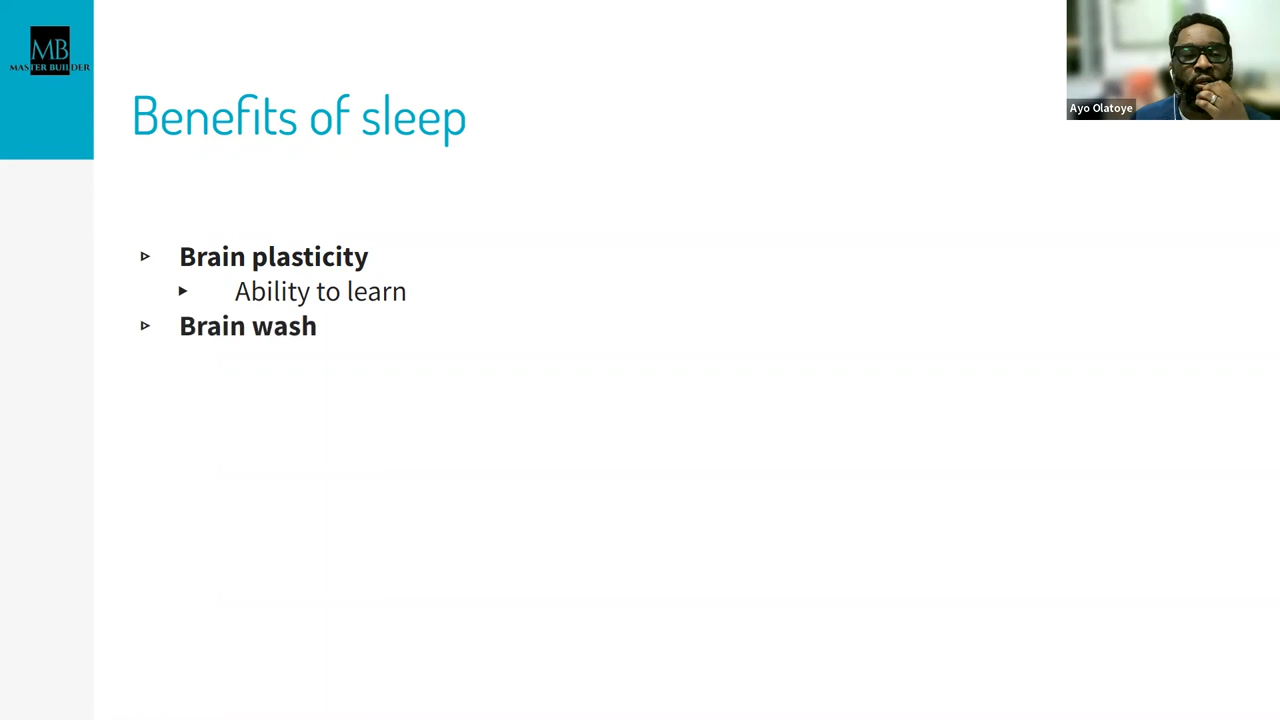 MB
MASTER BUILDER
Ayo Olatoye
Benefits of sleep
Brain plasticity
Ability to learn
Brain wash